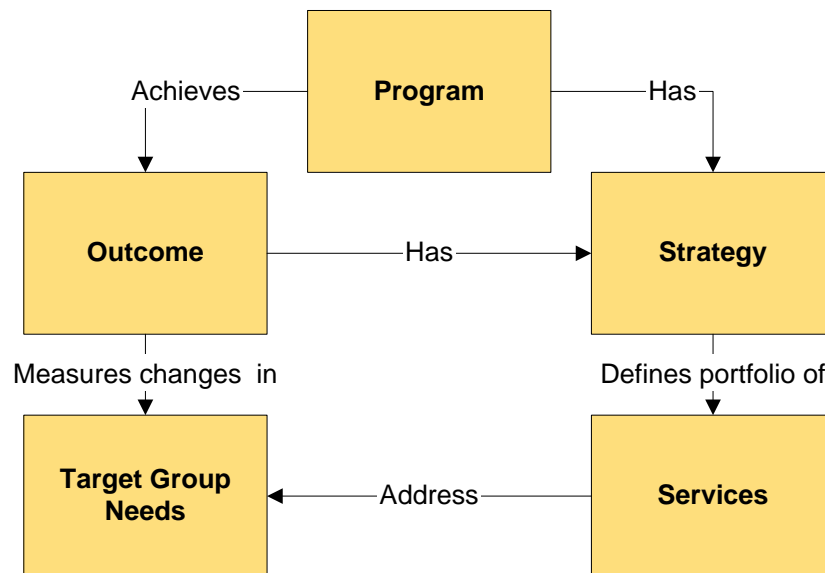 Program
Achieves
Has
Outcome
Has
Strategy
Measures changes in
Defines portfolio of
Target Group
Needs
Address
Services